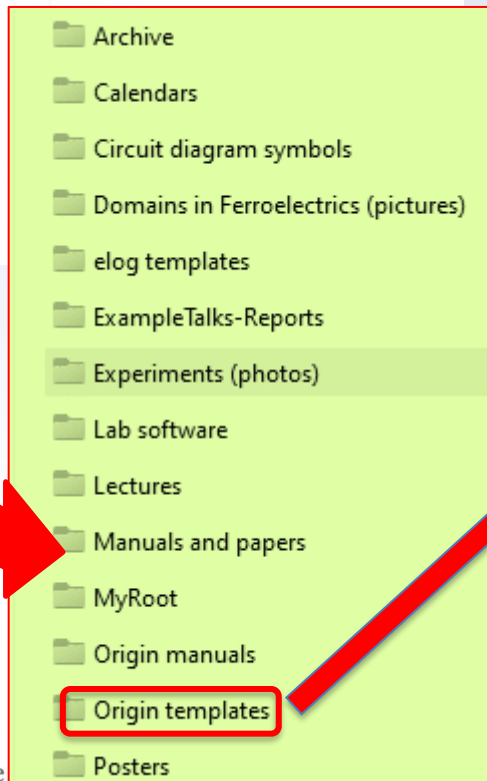 Archive
Calendars
Circuit diagram symbols
Domains in Ferroelectrics (pictures)
elog templates
ExampleTalks-Reports
Experiments (photos)
Lab software
Lectures
Manuals and papers
MyRoot
Origin manuals
Origin templates
Posters